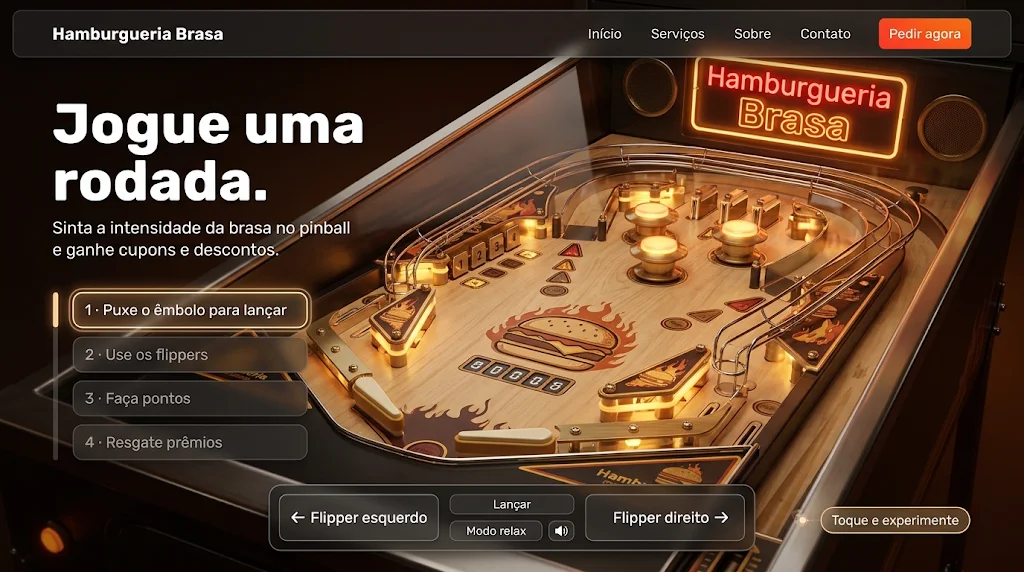 Hamburgueria Brasa
Início
Serviços
Sobre
Contato
Pedir agora
Hamburgueria
Brasa
Jogue uma
rodada.
Sinta a intensidade da brasa no pinball
e ganhe cupons e descontos.
1 · Puxe o êmbolo para lançar
2 · Use os flippers
3 · Faça pontos
4 · Resgate prêmios
← Flipper esquerdo
Lançar
Modo relax
Flipper direito →
Toque e experimente